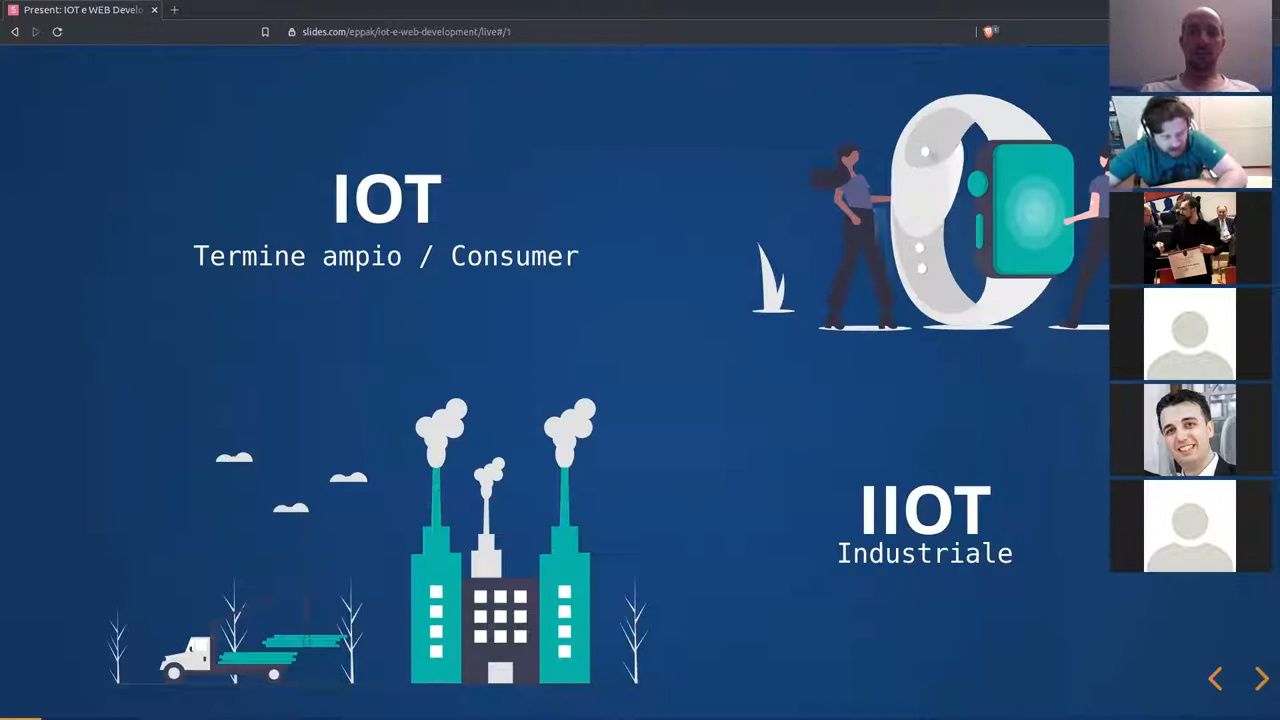 Present: IOT e WEB Develo
slides.com/eppak/iot-e-web-development/live#/1
IOT
Termine ampio / Consumer
IIOT
Industriale